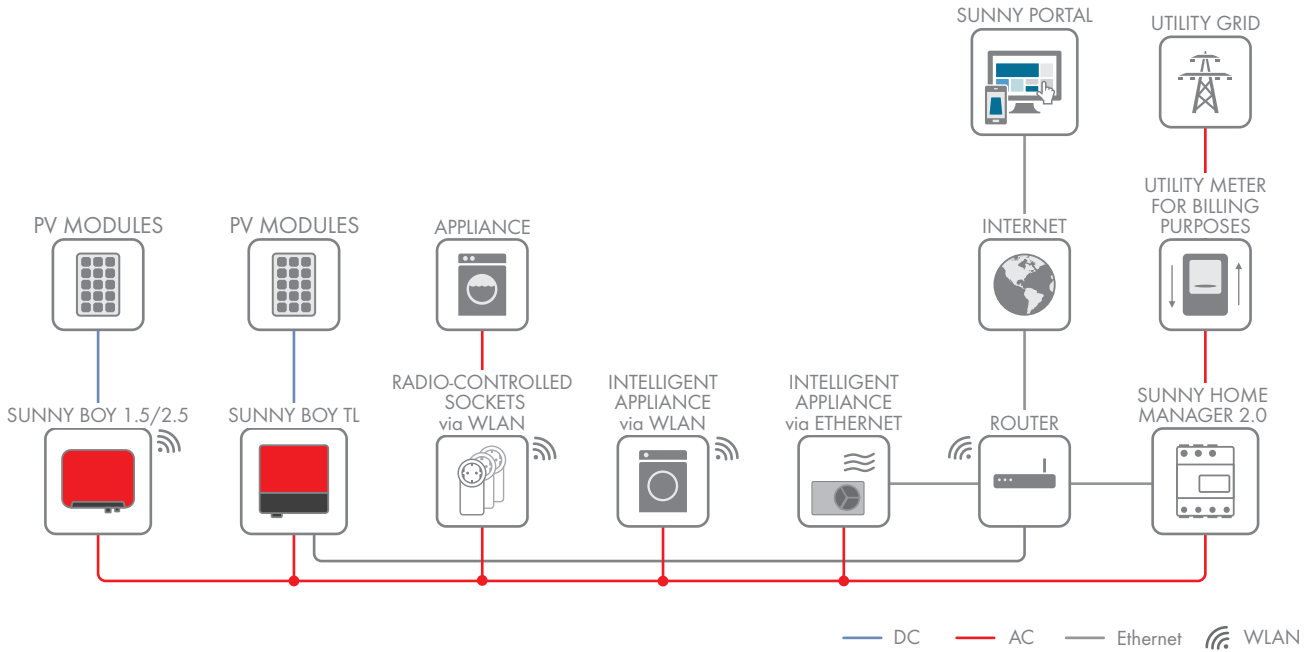 SUNNY PORTAL
UTILITY GRID
UTILITY METER
FOR BILLING
PURPOSES
PV MODULES
PV MODULES
APPLIANCE
INTERNET
RADIO-CONTROLLED
SOCKETS
via WLAN
INTELLIGENT
APPLIANCE
via WLAN
INTELLIGENT
APPLIANCE
via ETHERNET
SUNNY HOME
MANAGER 2.0
SUNNY BOY 1.5/2.5
SUNNY BOY TL
ROUTER
DC
AC
Ethernet
WLAN